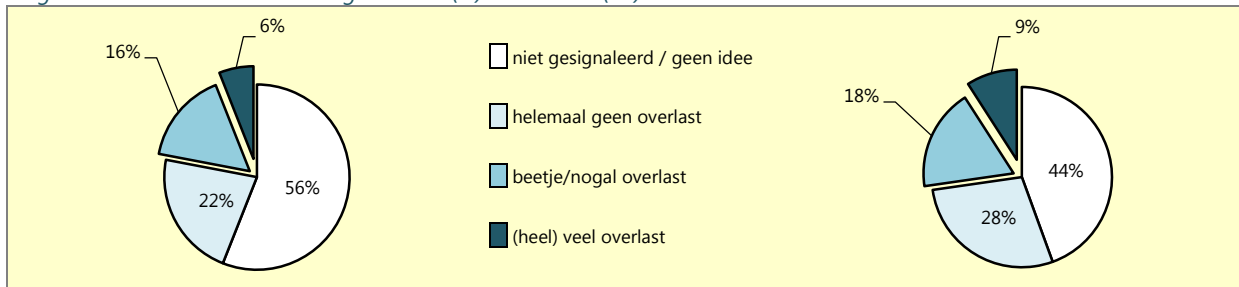 6%
16%
22%
56%
niet gesignaleerd / geen idee
helemaal geen overlast
beetje/nogal overlast
(heel) veel overlast
9%
18%
28%
44%